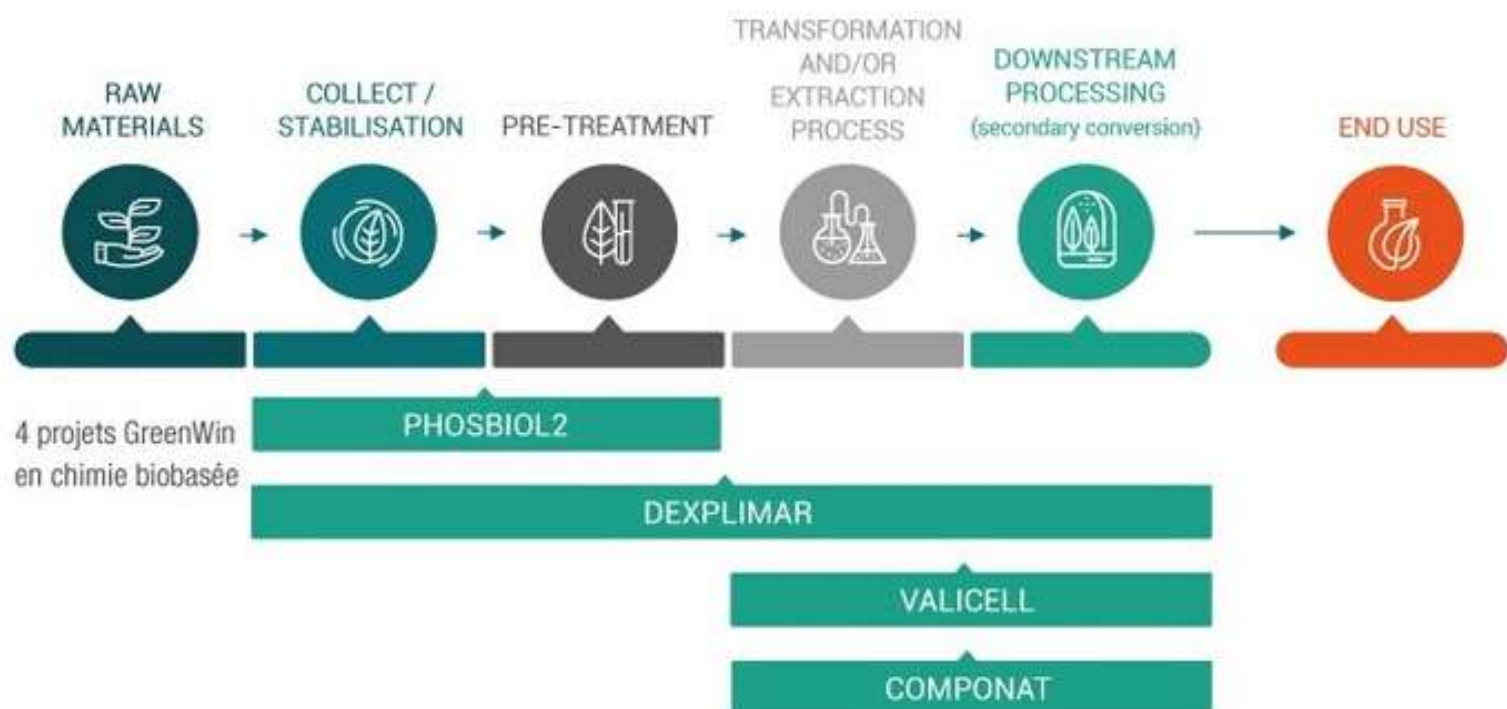 RAW
MATERIALS
COLLECT /
STABILISATION
PRE-TREATMENT
TRANSFORMATION
AND/OR
EXTRACTION
PROCESS
DOWNSTREAM
PROCESSING
(secondary conversion)
END USE
4 projets GreenWin
en chimie biobasée
PHOSBIOL2
DEXPLIMAR
VALICELL
COMPONAT